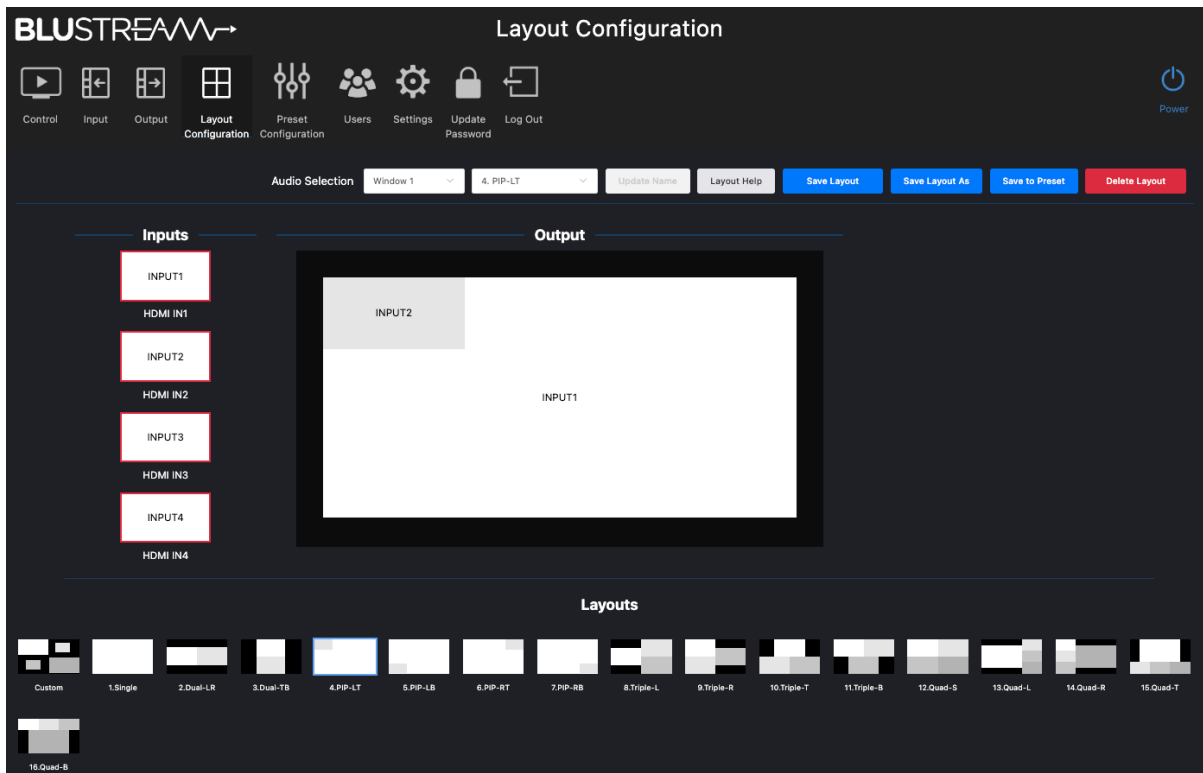 BLUSTREAM
Layout Configuration
Control
Input
Output
Layout
Configuration
Preset
Configuration
Users
Settings
Update
Password
Log Out
Power
Audio Selection
Window 1
4. PIP-LT
Update Name
Layout Help
Save Layout
Save Layout As
Save to Preset
Delete Layout
Inputs
Output
INPUT1
HDMI IN1
INPUT2
HDMI IN2
INPUT3
HDMI IN3
INPUT4
HDMI IN4
INPUT2
INPUT1
Layouts
Custom
1.Single
2.Dual-LR
3.Dual-TB
4.PIP-LT
5.PIP-LB
6.PIP-RT
7.PIP-RB
8.Triple-L
9.Triple-R
10.Triple-T
11.Triple-B
12.Quad-S
13.Quad-L
14.Quad-R
15.Quad-T
16.Quad-B